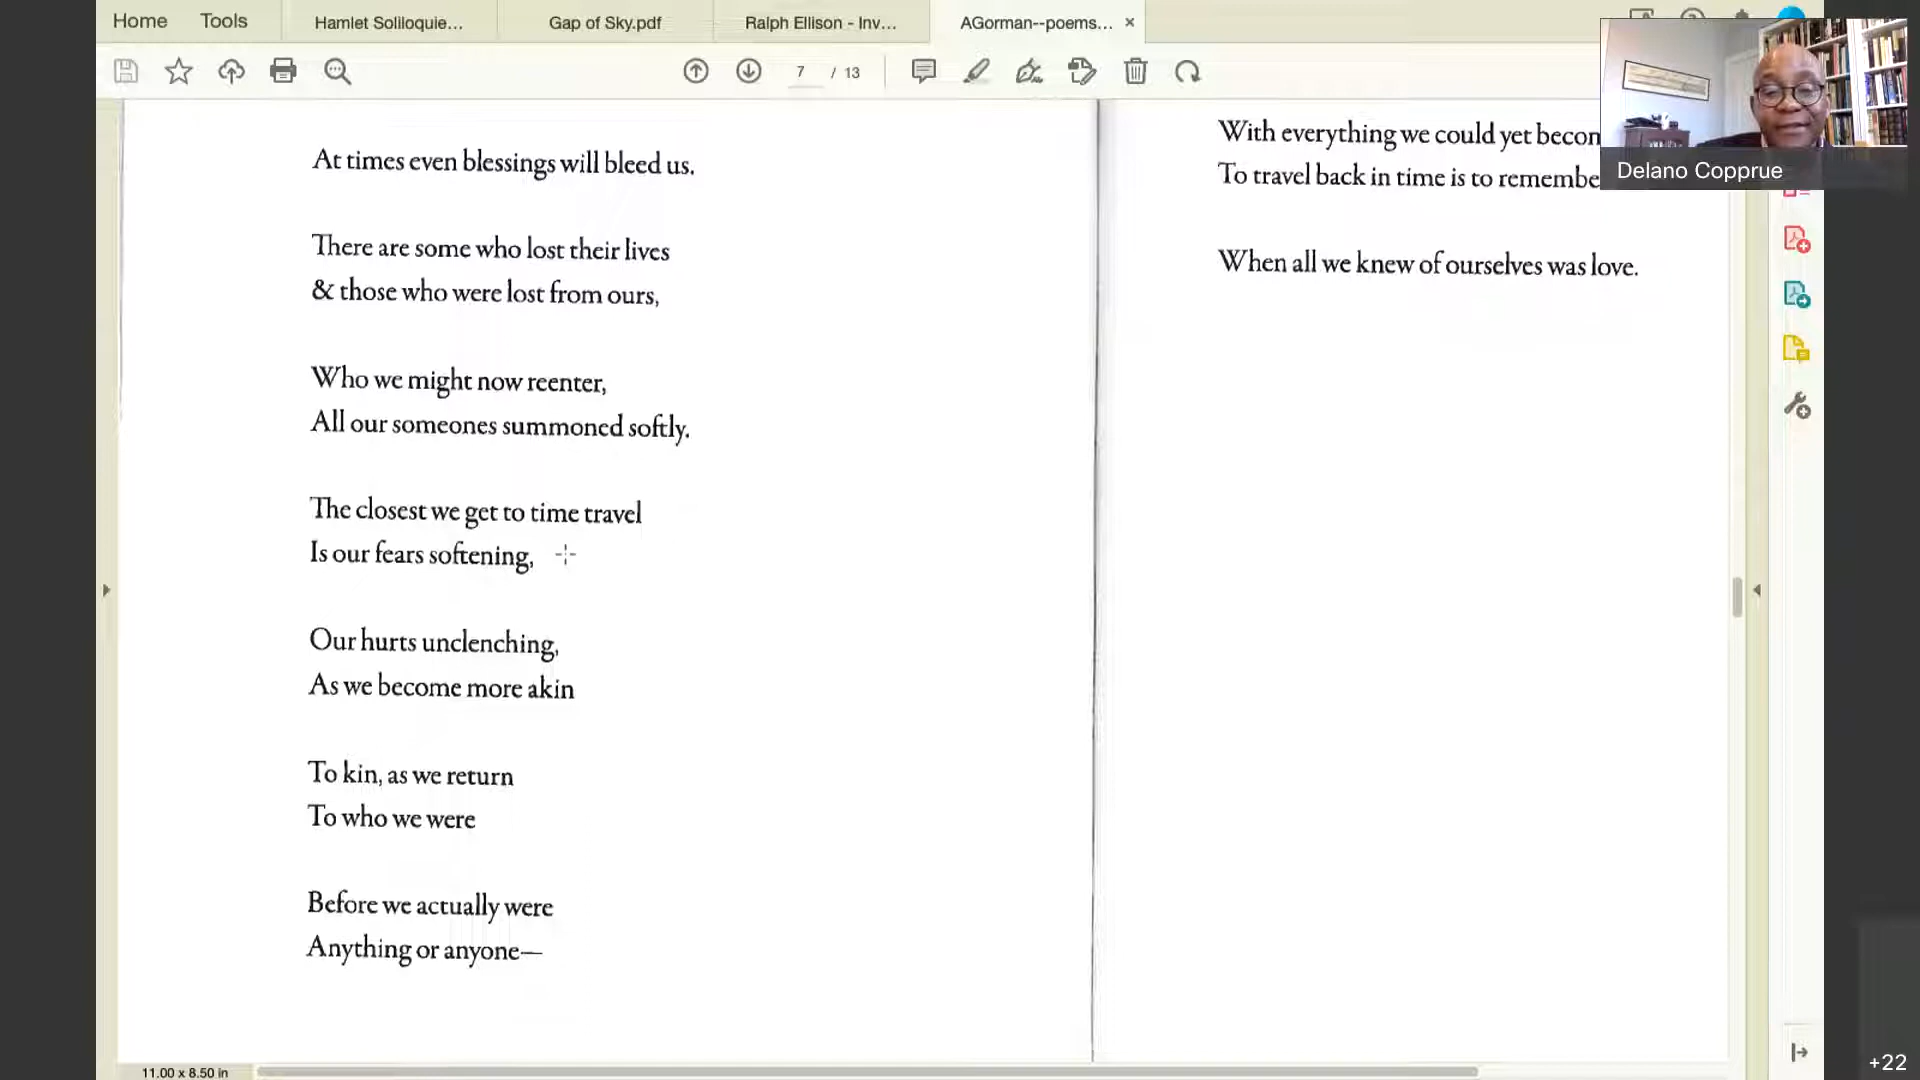 Home
Tools
Hamlet Soliloquie...
Gap of Sky.pdf
Ralph Ellison - Inv...
AGorman--poems...
7 / 13
At times even blessings will bleed us.
There are some who lost their lives
& those who were lost from ours,
Who we might now reenter,
All our someones summoned softly.
The closest we get to time travel
Is our fears softening,
Our hurts unclenching,
As we become more akin
To kin, as we return
To who we were
Before we actually were
Anything or anyone—
With everything we could yet becom
To travel back in time is to remembe
When all we knew of ourselves was love.
Delano Copprue
11.00 x 8.50 in
+22